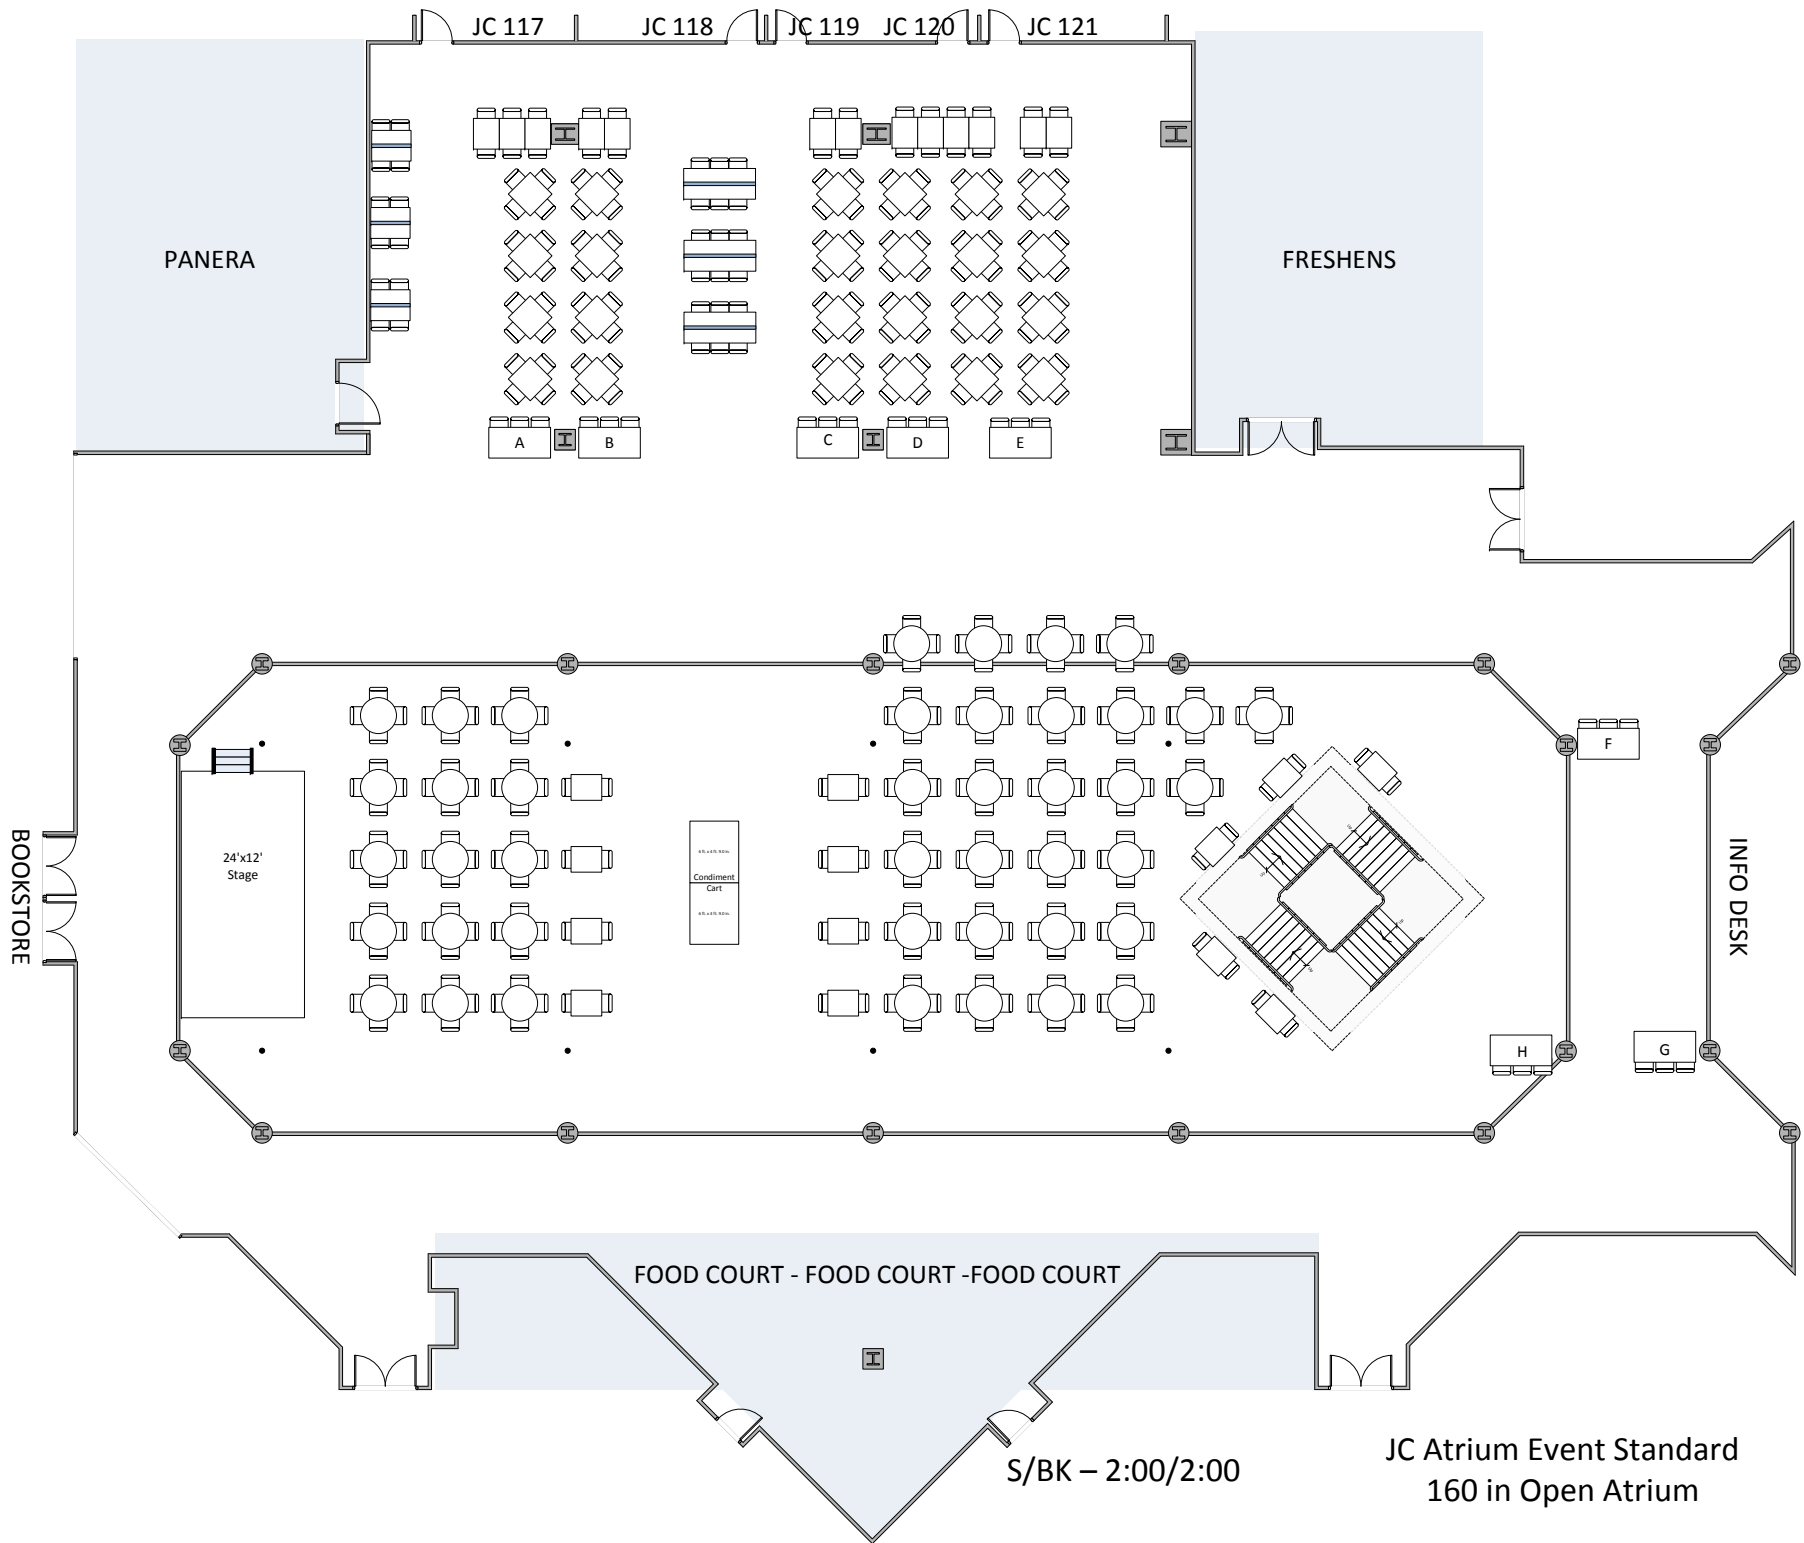 JC 117
JC 118
JC 119
JC 120
JC 121
PANERA
FRESHENS
A
B
C
D
E
F
BOOKSTORE
24'x12'
Stage
Condiment
Cart
INFO DESK
H
G
FOOD COURT - FOOD COURT -FOOD COURT
S/BK – 2:00/2:00
JC Atrium Event Standard
160 in Open Atrium